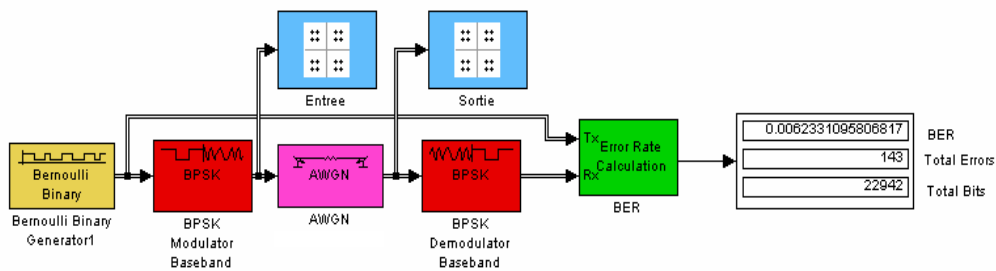 Entree
Sortie
Bernoulli
Binary
Bernoulli Binary
Generator1
BPSK
BPSK
Modulator
Baseband
AWGN
AWGN
BPSK
BPSK
Demodulator
Baseband
Tx
Error Rate
Calculation
Rx
BER
0.0062331095806817
BER
143
Total Errors
22942
Total Bits